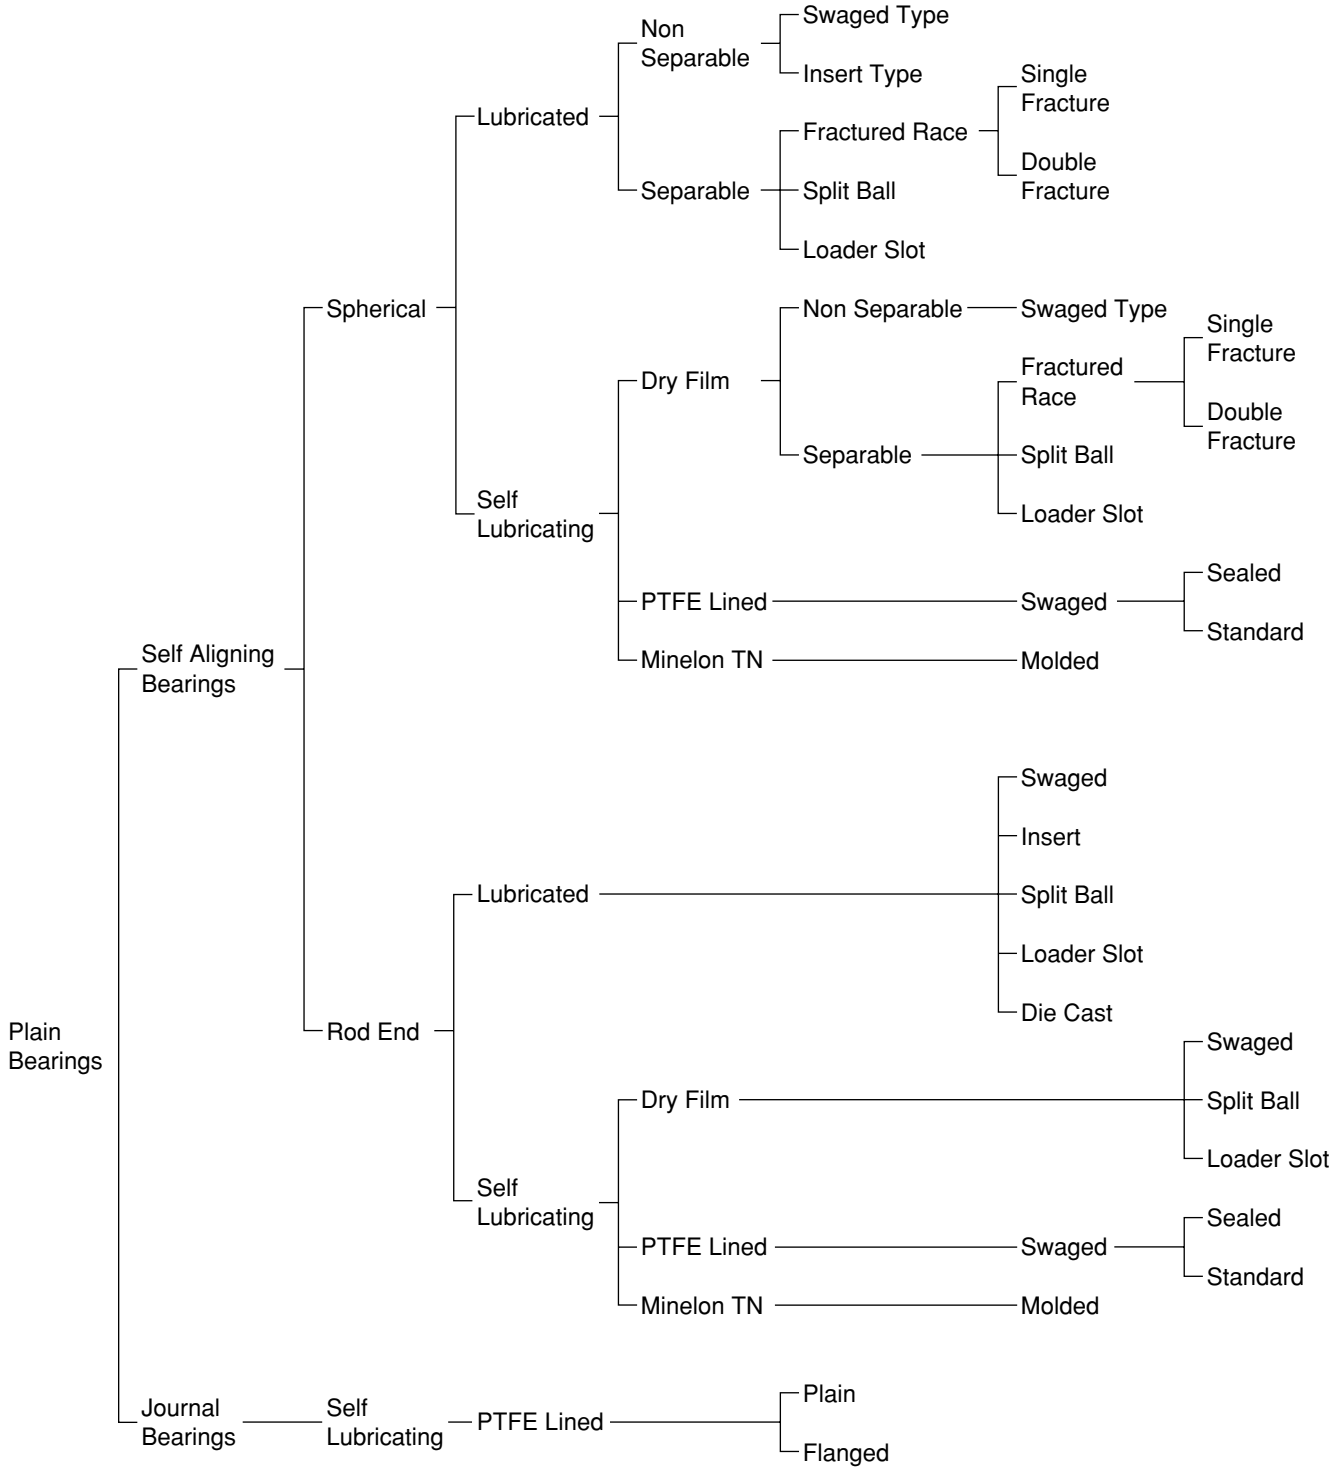 Swaged Type
Non
Separable
Insert Type
Single
Fracture
Lubricated
Fractured Race
Double
Fracture
Separable
Split Ball
Loader Slot
Spherical
Non Separable
Swaged Type
Single
Fracture
Dry Film
Fractured
Race
Double
Fracture
Separable
Split Ball
Self
Lubricating
Loader Slot
Sealed
PTFE Lined
Swaged
Standard
Self Aligning
Bearings
Minelon TN
Molded
Swaged
Insert
Lubricated
Split Ball
Loader Slot
Die Cast
Plain
Bearings
Rod End
Swaged
Dry Film
Split Ball
Loader Slot
Self
Lubricating
Sealed
PTFE Lined
Swaged
Standard
Minelon TN
Molded
Plain
Journal
Bearings
Self
Lubricating
PTFE Lined
Flanged